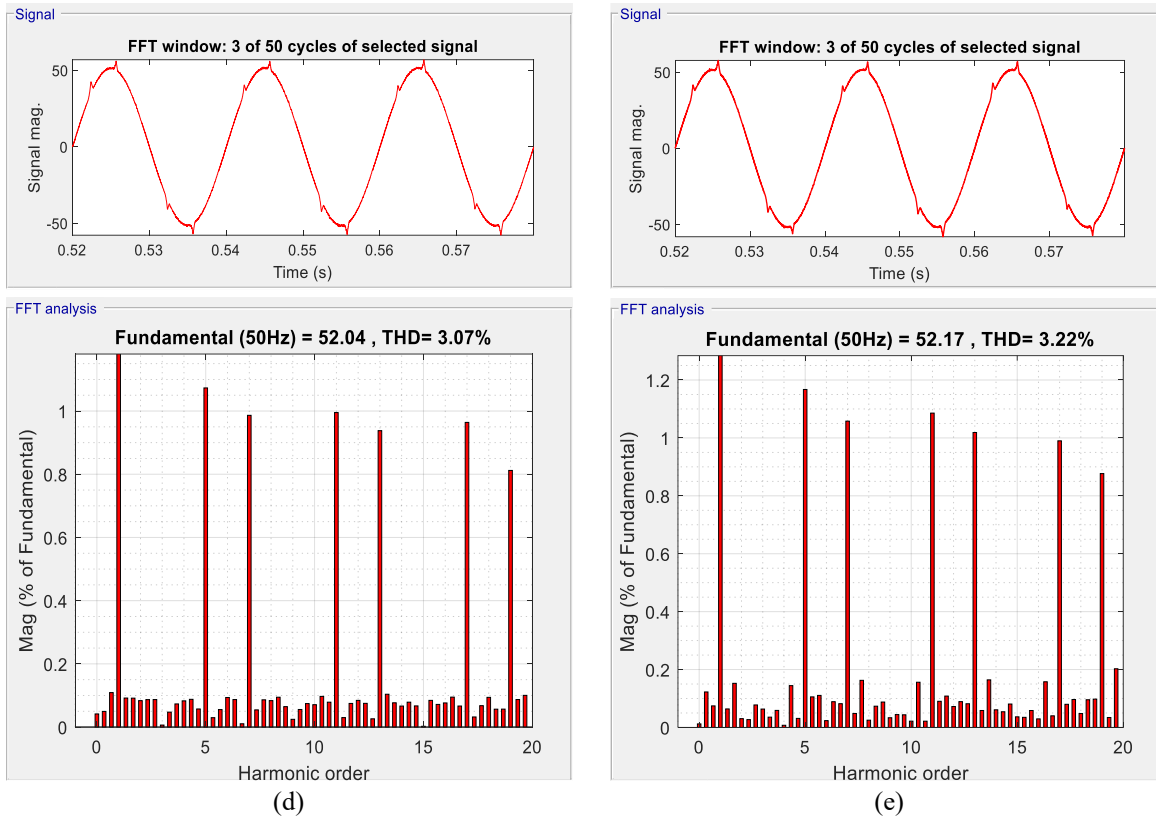 Signal
FFT window: 3 of 50 cycles of selected signal
50
0
-50
Signal mag.
0.52 0.53 0.54 0.55 0.56 0.57
Time (s)
FFT analysis
Fundamental (50Hz) = 52.04 , THD= 3.07%
1
0.8
0.6
0.4
0.2
0
Mag (% of Fundamental)
0 5 10 15 20
Harmonic order
(d)
Signal
FFT window: 3 of 50 cycles of selected signal
50
0
-50
Signal mag.
0.52 0.53 0.54 0.55 0.56 0.57
Time (s)
FFT analysis
Fundamental (50Hz) = 52.17 , THD= 3.22%
1.2
1
0.8
0.6
0.4
0.2
0
Mag (% of Fundamental)
0 5 10 15 20
Harmonic order
(e)